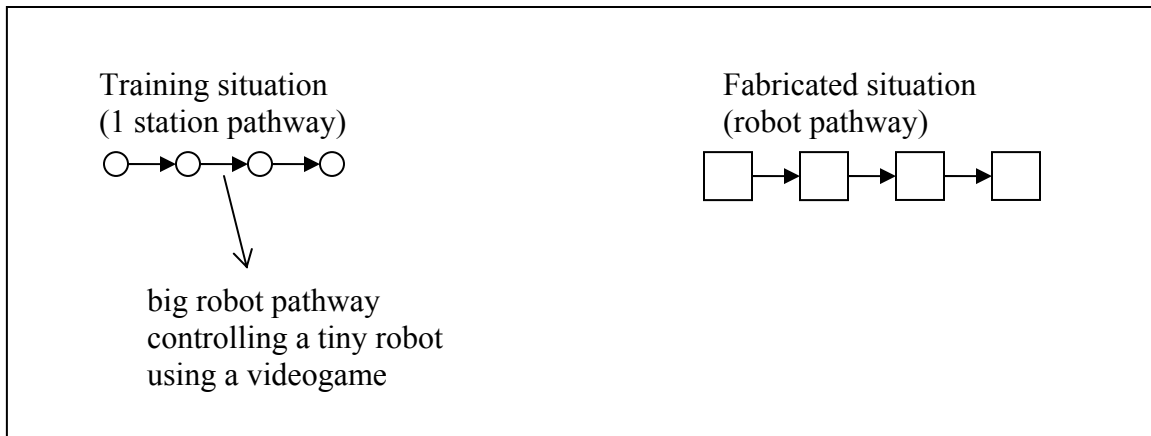 Training situation
(1 station pathway)
big robot pathway
controlling a tiny robot
using a videogame
Fabricated situation
(robot pathway)